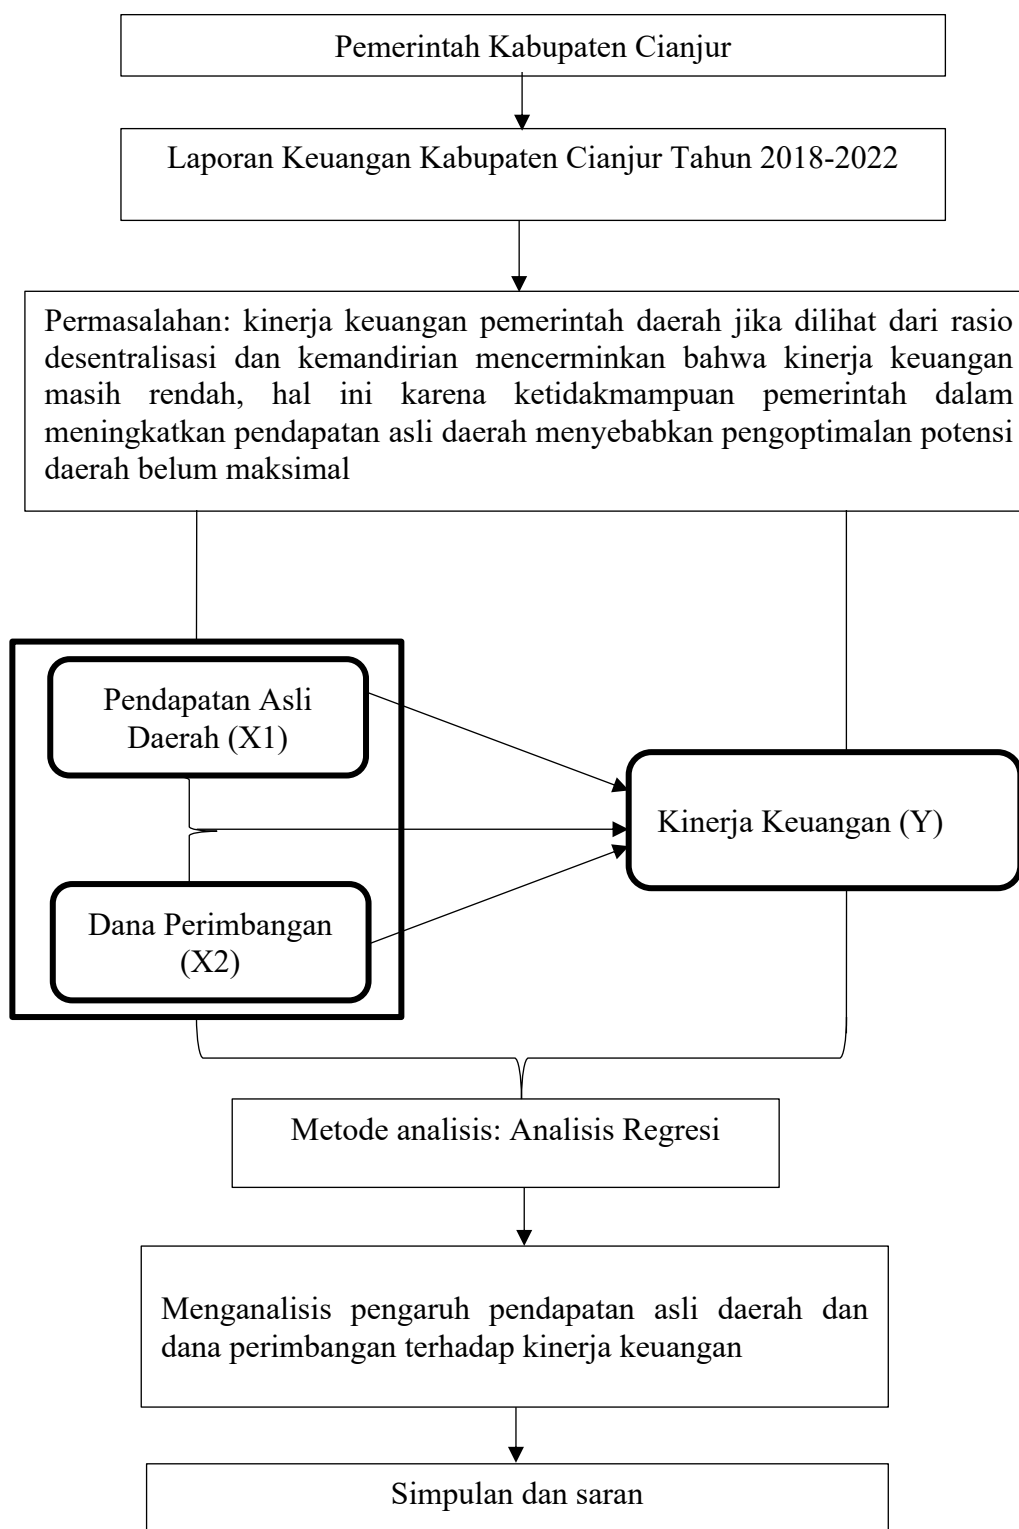 Pemerintah Kabupaten Cianjur
Laporan Keuangan Kabupaten Cianjur Tahun 2018-2022
Permasalahan: kinerja keuangan pemerintah daerah jika dilihat dari rasio
desentralisasi dan kemandirian mencerminkan bahwa kinerja keuangan
masih rendah, hal ini karena ketidakmampuan pemerintah dalam
meningkatkan pendapatan asli daerah menyebabkan pengoptimalan potensi
daerah belum maksimal
Pendapatan Asli
Daerah (X1)
Kinerja Keuangan (Y)
Dana Perimbangan
(X2)
Metode analisis: Analisis Regresi
Menganalisis pengaruh pendapatan asli daerah dan
dana perimbangan terhadap kinerja keuangan
Simpulan dan saran